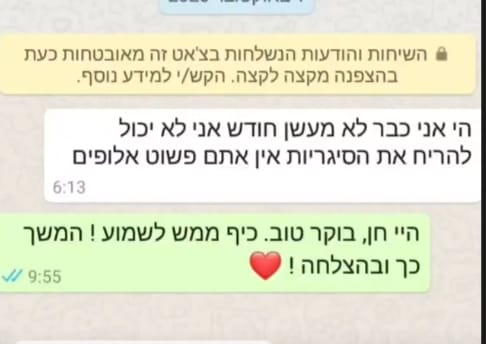 השיחות וההודעות הנשלחות בצ'אט זה מאובטחות כעת
בהצפנה מקצה לקצה. הקש/י למידע נוסף.
הי אני כבר לא מעשן חודש אני לא יכול
להריח את הסיגריות אין אתם פשוט אלופים
6:13
היי חן, בוקר טוב. כיף ממש לשמוע ! המשך
כך ובהצלחה ! ❤️
9:55